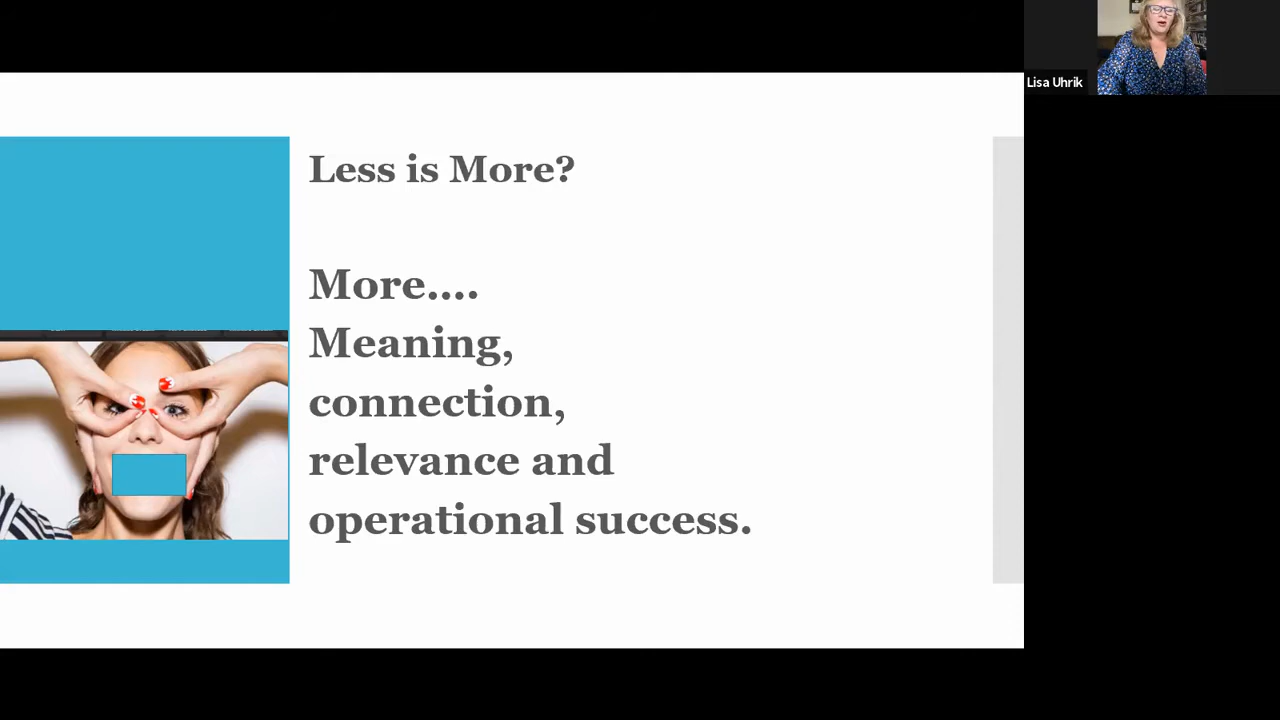 Lisa Uhrik
Less is More?
More....
Meaning,
connection,
relevance and
operational success.